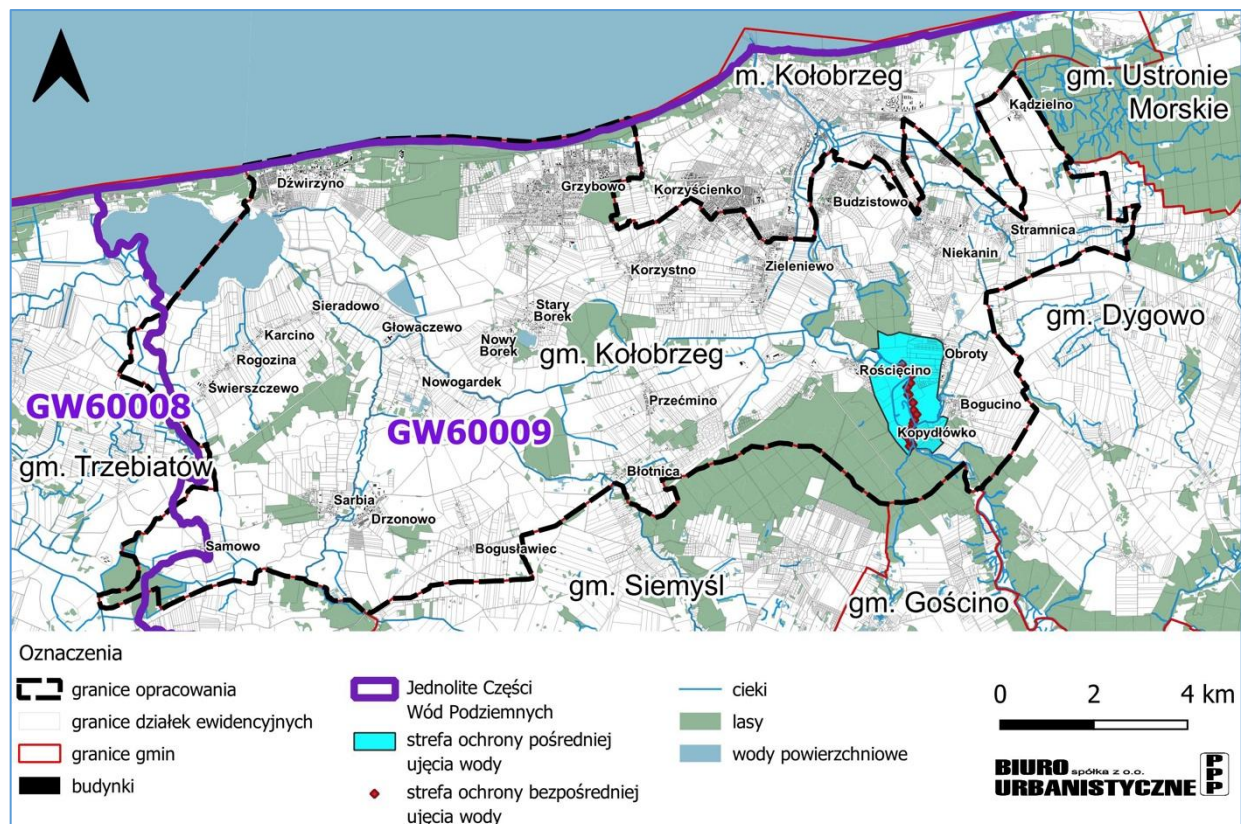 m. Kołobrzeg
gm. Ustronie
Morskie
Kądzielno
Dźwirzyno
Grzybowo
Korzyścienko
Budzistowo
Stramnica
Niekanin
Zieleniewo
Korzystno
Sieradowo
Stary
Borek
Karcino
Głowaczewo
Nowy
Borek
gm. Kołobrzeg
gm. Dygowo
Rogozina
Obroty
Rościęcino
Świerszczewo
Nowogardek
Przećmino
Bogucino
GW60008
GW60009
Kopydłówko
gm. Trzebiatów
Błotnica
Sarbia
Drzonowo
Samowo
Bogusławiec
gm. Siemyśl
gm. Gościno
Oznaczenia
granice opracowania
granice działek ewidencyjnych
granice gmin
budynki
Jednolite Części
Wód Podziemnych
strefa ochrony pośredniej
ujęcia wody
strefa ochrony bezpośredniej
ujęcia wody
cieki
lasy
wody powierzchniowe
0 2 4 km
BIURO spółka z o.o.
URBANISTYCZNE
PPP